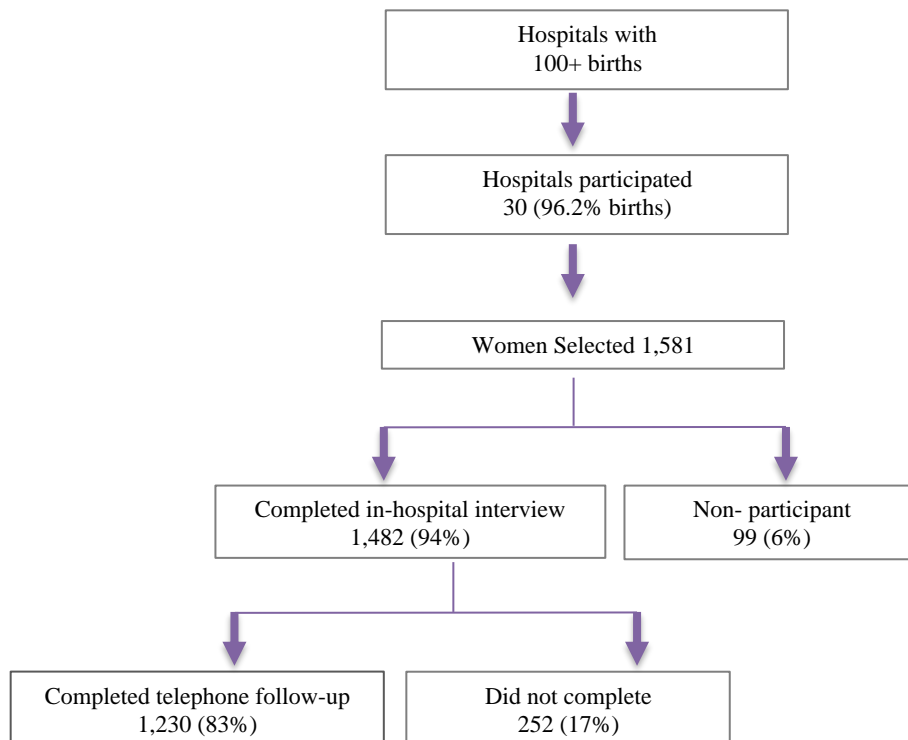 Hospitals with
100+ births
Hospitals participated
30 (96.2% births)
Women Selected 1,581
Completed in-hospital interview
1,482 (94%)
Non- participant
99 (6%)
Completed telephone follow-up
1,230 (83%)
Did not complete
252 (17%)